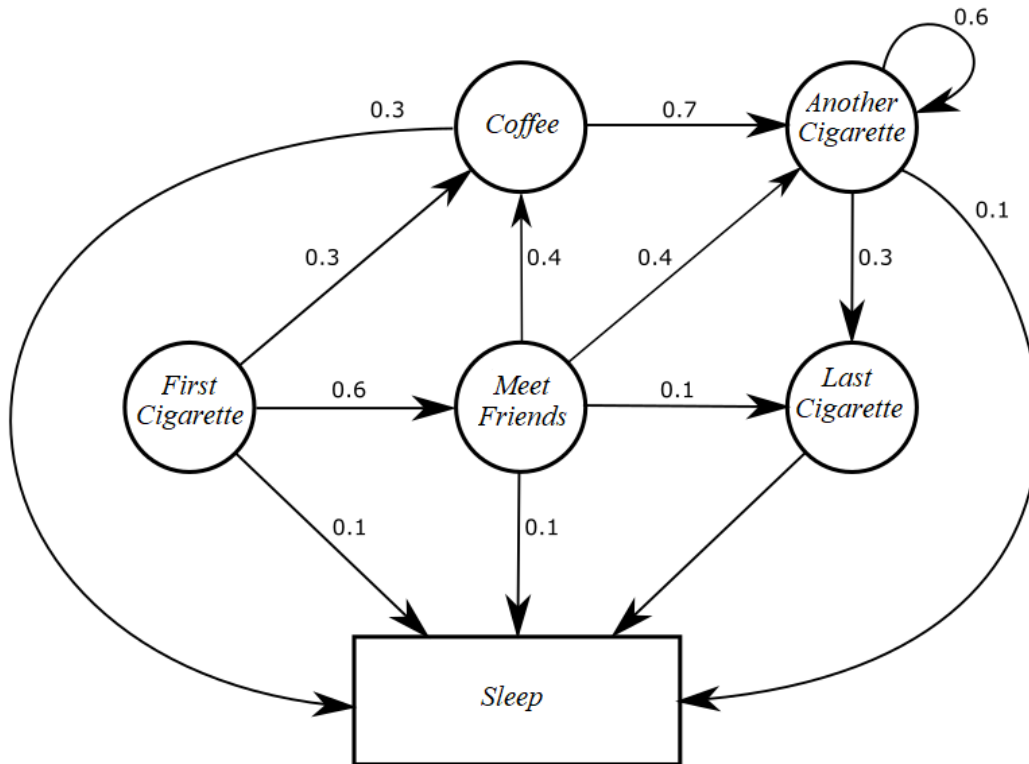 0.6
Another
Cigarette
Coffee
0.3
0.7
0.1
0.3
0.4
0.4
0.3
First
Cigarette
Meet
Friends
Last
Cigarette
0.6
0.1
0.1
0.1
Sleep